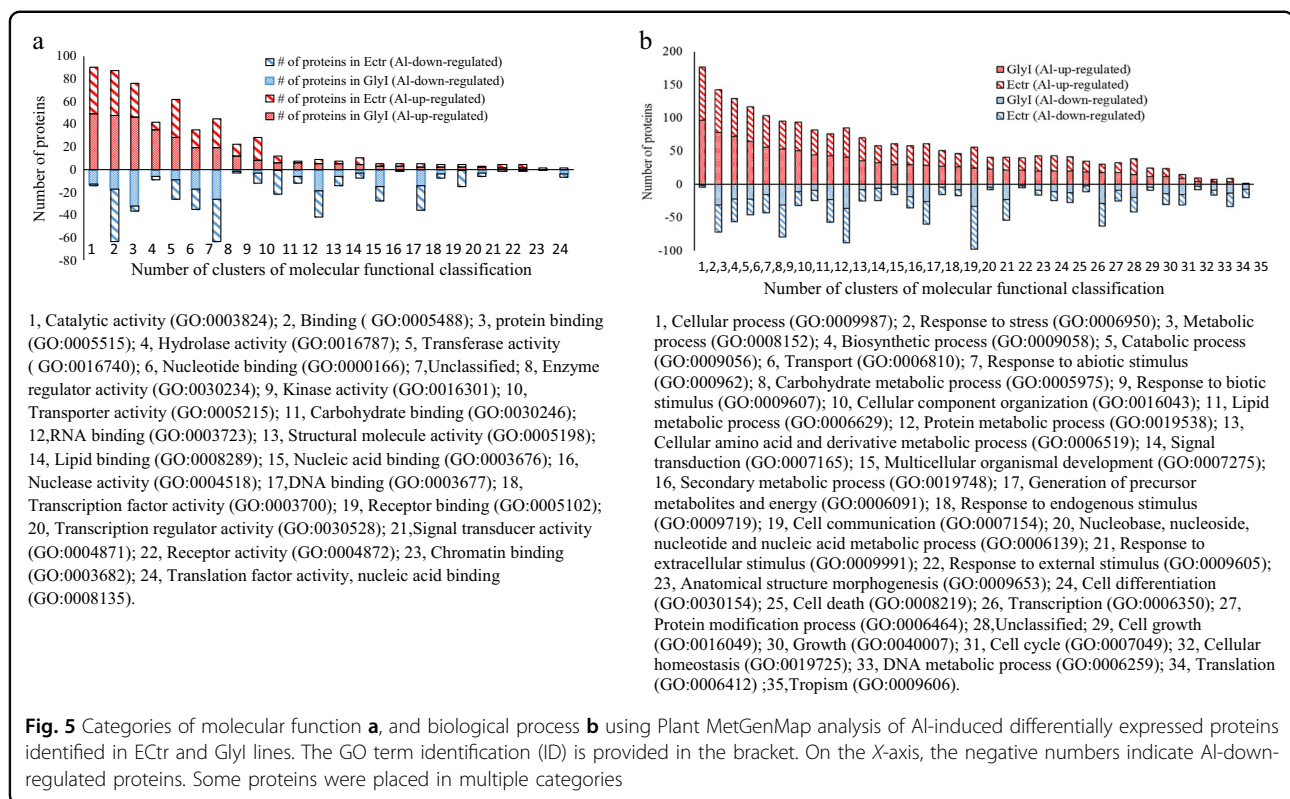 a
# of proteins in Ectr (Al-down-regulated)
# of proteins in GlyI (Al-down-regulated)
# of proteins in Ectr (Al-up-regulated)
# of proteins in GlyI (Al-up-regulated)
Number of proteins
100
80
60
40
20
0
-20
-40
-60
-80
1 2 3 4 5 6 7 8 9 10 11 12 13 14 15 16 17 18 19 20 21 22 23 24
Number of clusters of molecular functional classification
1, Catalytic activity (GO:0003824); 2, Binding ( GO:0005488); 3, protein binding
(GO:0005515); 4, Hydrolase activity (GO:0016787); 5, Transferase activity
( GO:0016740); 6, Nucleotide binding (GO:0000166); 7,Unclassified; 8, Enzyme
regulator activity (GO:0030234); 9, Kinase activity (GO:0016301); 10,
Transporter activity (GO:0005215); 11, Carbohydrate binding (GO:0030246);
12,RNA binding (GO:0003723); 13, Structural molecule activity (GO:0005198);
14, Lipid binding (GO:0008289); 15, Nucleic acid binding (GO:0003676); 16,
Nuclease activity (GO:0004518); 17,DNA binding (GO:0003677); 18,
Transcription factor activity (GO:0003700); 19, Receptor binding (GO:0005102);
20, Transcription regulator activity (GO:0030528); 21,Signal transducer activity
(GO:0004871); 22, Receptor activity (GO:0004872); 23, Chromatin binding
(GO:0003682); 24, Translation factor activity, nucleic acid binding
(GO:0008135).
b
GlyI (Al-up-regulated)
Ectr (Al-up-regulated)
GlyI (Al-down-regulated)
Ectr (Al-down-regulated)
Number of proteins
200
150
100
50
0
-50
-100
1,2,3,4,5,6,7,8,9,10,11,12,13,14,15,16,17,18,19,20,21,22,23,24,25,26,27,28,29,30,31,32,33,34,35
Number of clusters of molecular functional classification
1, Cellular process (GO:0009987); 2, Response to stress (GO:0006950); 3, Metabolic
process (GO:0008152); 4, Biosynthetic process (GO:0009058); 5, Catabolic process
(GO:0009056); 6, Transport (GO:0006810); 7, Response to abiotic stimulus
(GO:000962); 8, Carbohydrate metabolic process (GO:0005975); 9, Response to biotic
stimulus (GO:0009607); 10, Cellular component organization (GO:0016043); 11, Lipid
metabolic process (GO:0006629); 12, Protein metabolic process (GO:0019538); 13,
Cellular amino acid and derivative metabolic process (GO:0006519); 14, Signal
transduction (GO:0007165); 15, Multicellular organismal development (GO:0007275);
16, Secondary metabolic process (GO:0019748); 17, Generation of precursor
metabolites and energy (GO:0006091); 18, Response to endogenous stimulus
(GO:0009719); 19, Cell communication (GO:0007154); 20, Nucleobase, nucleoside,
nucleotide and nucleic acid metabolic process (GO:0006139); 21, Response to
extracellular stimulus (GO:0009991); 22, Response to external stimulus (GO:0009605);
23, Anatomical structure morphogenesis (GO:0009653); 24, Cell differentiation
(GO:0030154); 25, Cell death (GO:0008219); 26, Transcription (GO:0006350); 27,
Protein modification process (GO:0006464); 28,Unclassified; 29, Cell growth
(GO:0016049); 30, Growth (GO:0040007); 31, Cell cycle (GO:0007049); 32, Cellular
homeostasis (GO:0019725); 33, DNA metabolic process (GO:0006259); 34, Translation
(GO:0006412) ;35,Tropism (GO:0009606).
Fig. 5 Categories of molecular function a, and biological process b using Plant MetGenMap analysis of Al-induced differentially expressed proteins
identified in ECtr and GlyI lines. The GO term identification (ID) is provided in the bracket. On the X-axis, the negative numbers indicate Al-down-
regulated proteins. Some proteins were placed in multiple categories